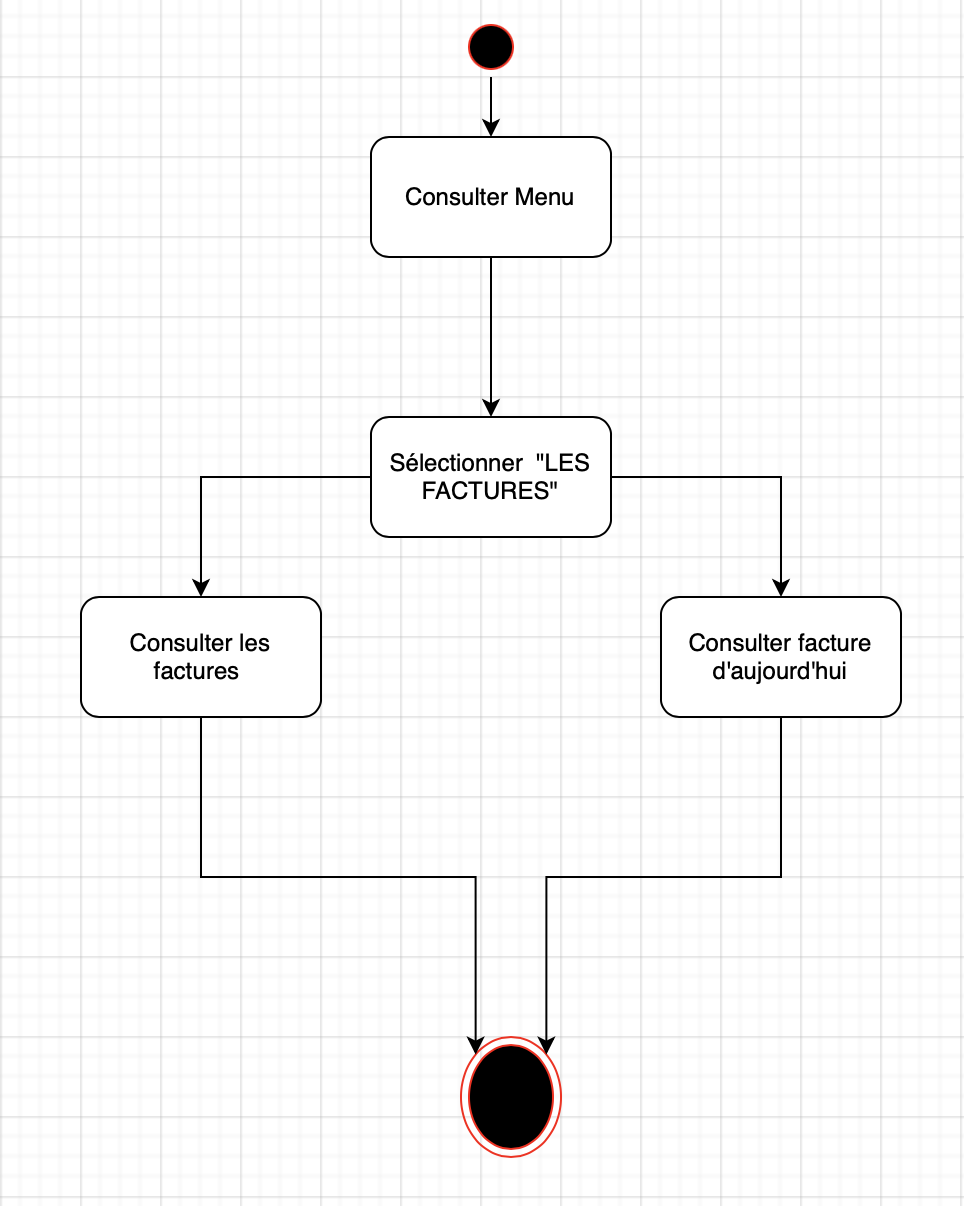 Consulter Menu
Sélectionner "LES
FACTURES"
Consulter les
factures
Consulter facture
d'aujourd'hui